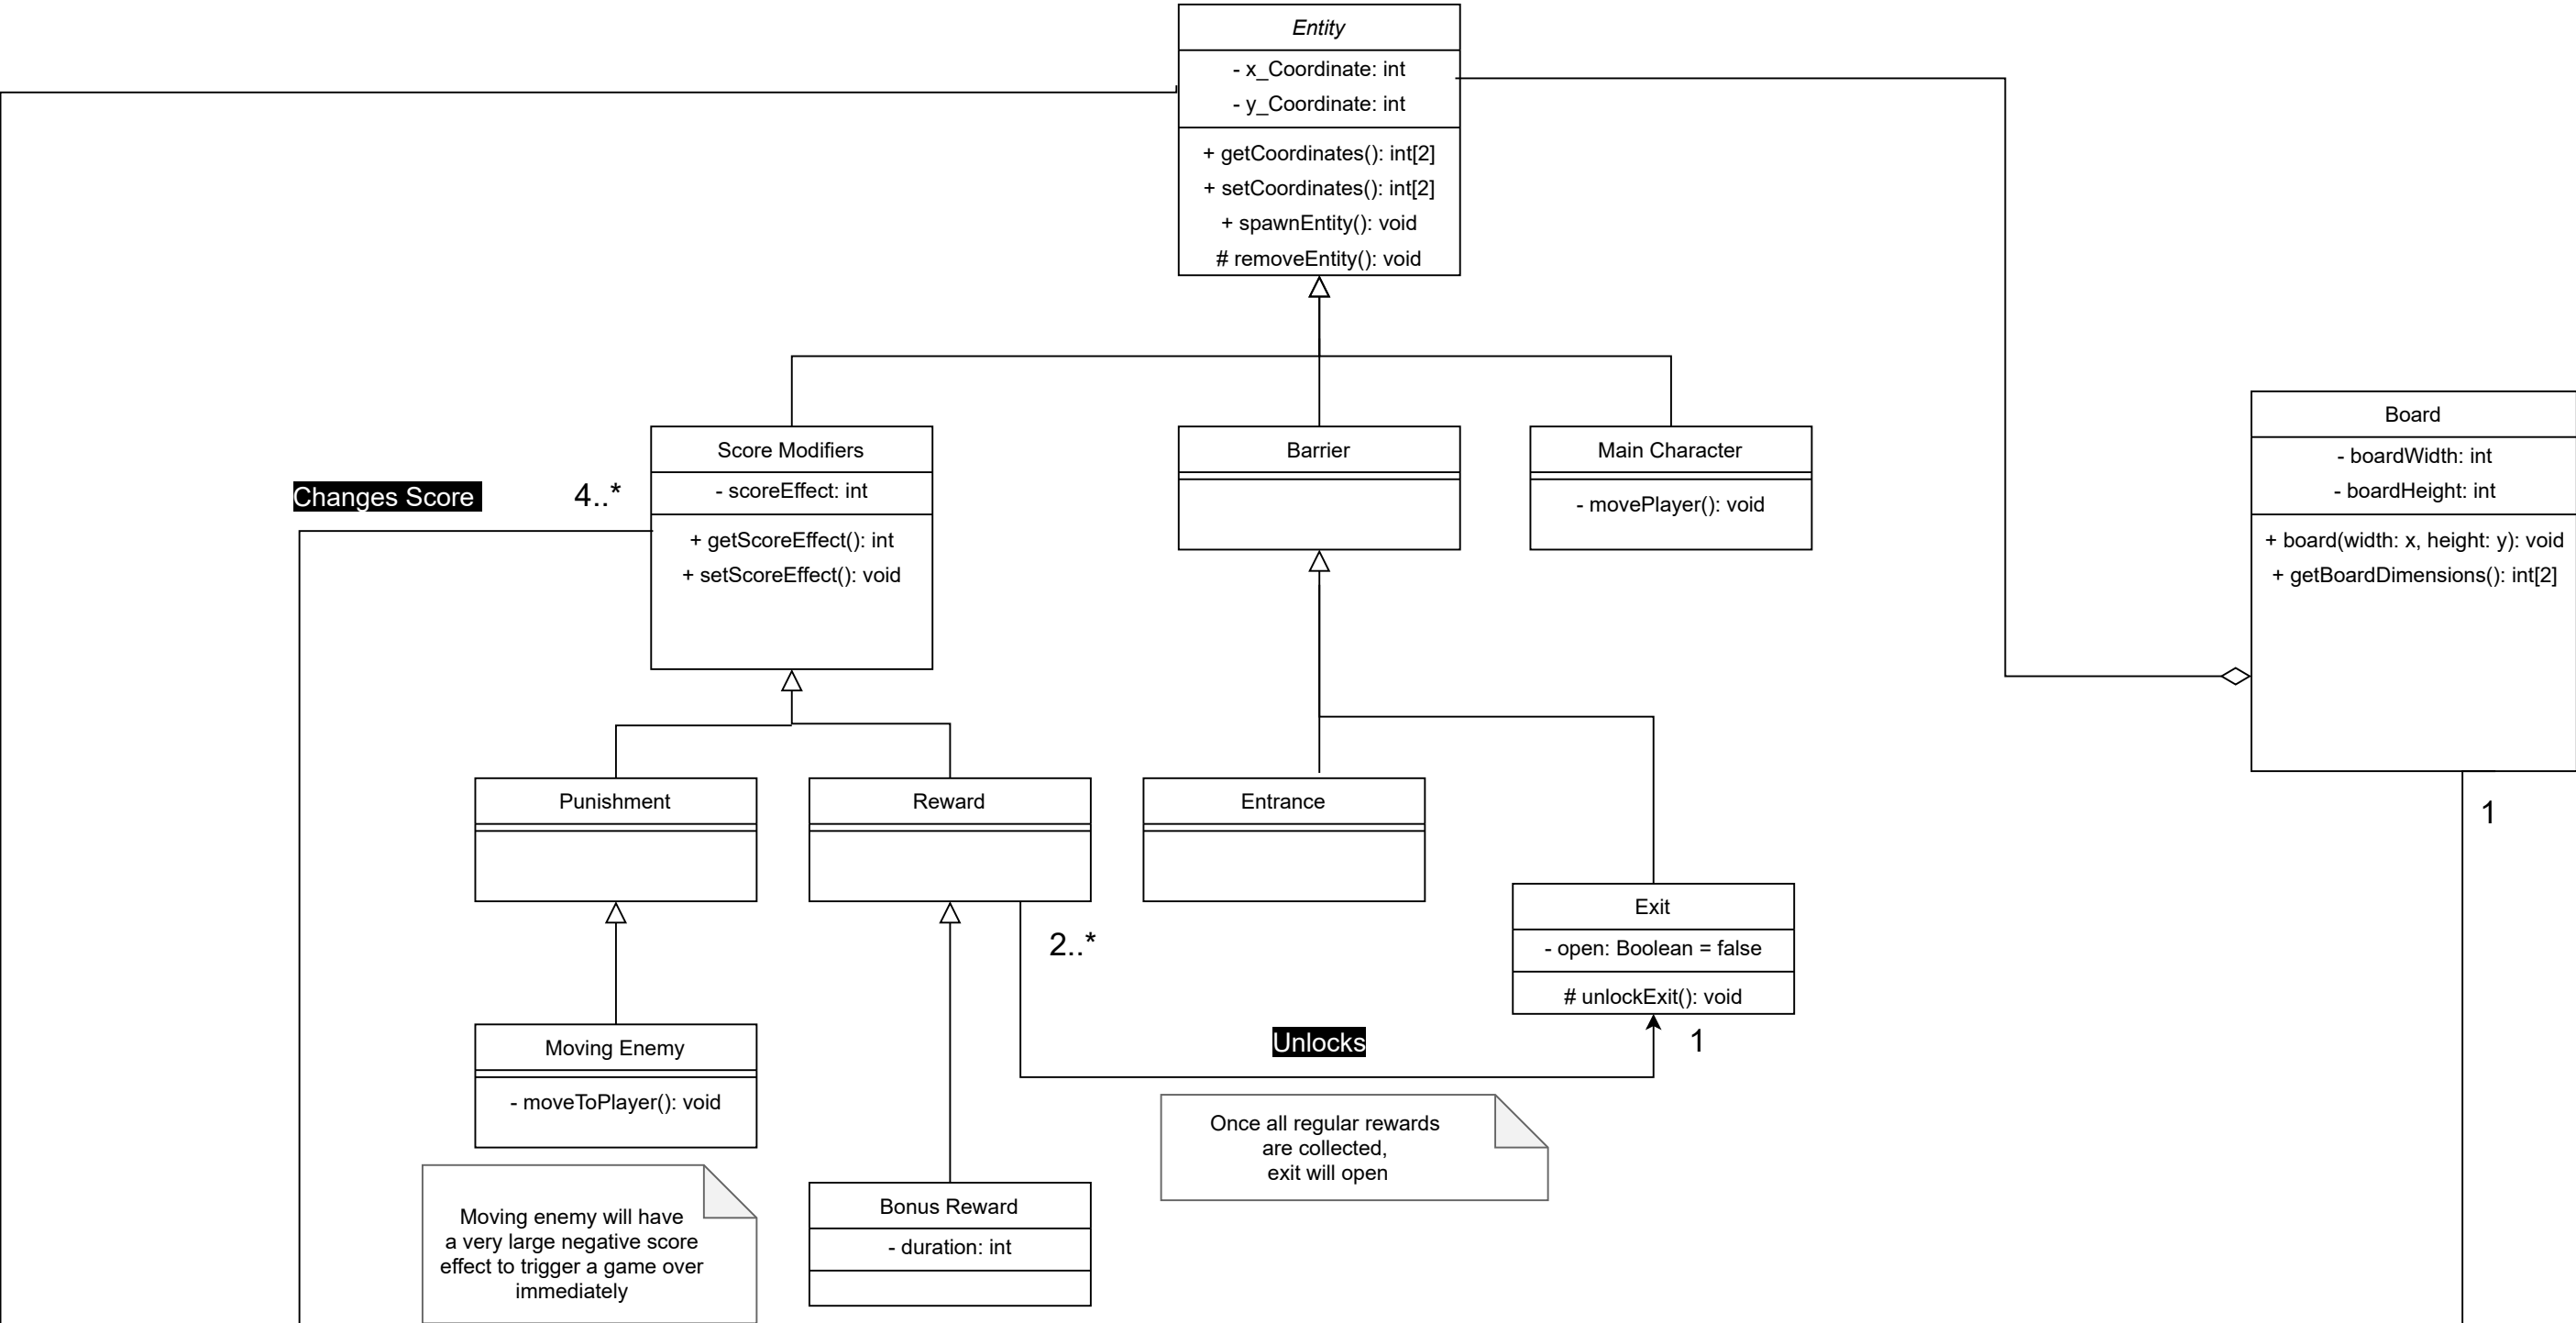 Entity
- x_Coordinate: int
- y_Coordinate: int
+ getCoordinates(): int[2]
+ setCoordinates(): int[2]
+ spawnEntity(): void
# removeEntity(): void
Score Modifiers
- scoreEffect: int
+ getScoreEffect(): int
+ setScoreEffect(): void
Changes Score
4..*
Barrier
Main Character
- movePlayer(): void
Board
- boardWidth: int
- boardHeight: int
+ board(width: x, height: y): void
+ getBoardDimensions(): int[2]
1
Punishment
Reward
2..*
Entrance
Exit
- open: Boolean = false
# unlockExit(): void
1
Unlocks
Moving Enemy
- moveToPlayer(): void
Once all regular rewards
are collected,
exit will open
Moving enemy will have
a very large negative score
effect to trigger a game over
immediately
Bonus Reward
- duration: int